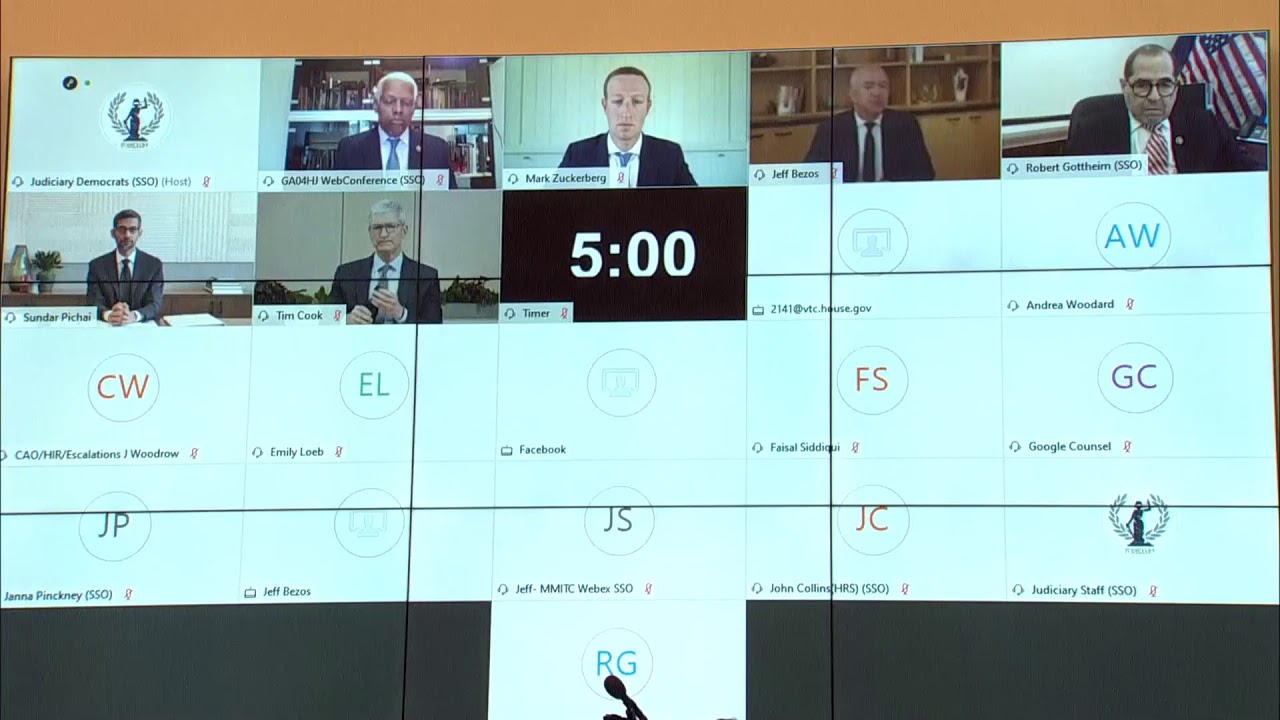 Judiciary Democrats (SSO) (Host)
GA04HJ WebConference (SSO)
Mark Zuckerberg
Jeff Bezos
Robert Gottheim (SSO)
Sundar Pichai
Tim Cook
5:00
Timer
2141@vtc.house.gov
AW
Andrea Woodard
CW
CAO/HIR/Escalations J Woodrow
EL
Emily Loeb
Facebook
FS
Faisal Siddiqui
GC
Google Counsel
JP
Janna Pinckney (SSO)
Jeff Bezos
JS
Jeff- MMITC Webex SSO
JC
John Collins(HRS) (SSO)
Judiciary Staff (SSO)
RG